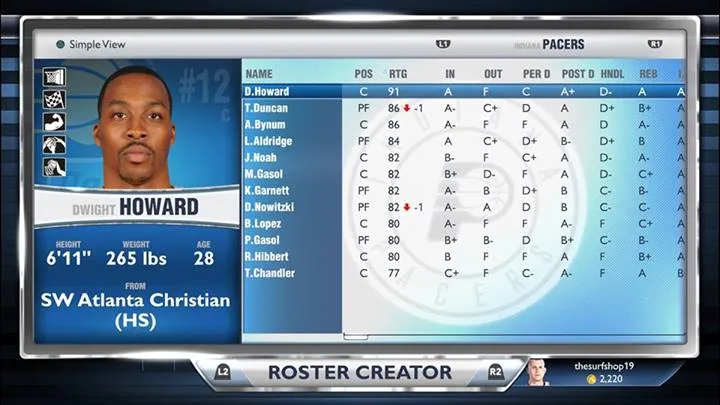 Simple View
L1
INDIANA PACERS
R1
#12
C
DWIGHT HOWARD
HEIGHT WEIGHT AGE
6'11" 265 lbs 28
FROM
SW Atlanta Christian
(HS)
NAME POS RTG IN OUT PER D POST D HNDL REB
D.Howard C 91 A F C A+ D- A A
T.Duncan PF 86 -1 A- C+ D A D+ B+ A
A.Bynum C 86 A- F F A D A- A
L.Aldridge PF 84 A C+ D+ B- D+ B A
J.Noah C 82 B- F C+ A D- A- A
M.Gasol C 82 B+ D- F A D- C- A
K.Garnett PF 82 A- B D+ B C- B- A
D.Nowitzki PF 82 -1 A- A D B C- C- A
B.Lopez C 80 A- F B- A- F C+ A
P.Gasol PF 80 B+ B- D B+ C- B- A
R.Hibbert C 80 B F F A F B+ A
T.Chandler C 77 C+ F C- A- F A B
INDIANA
PACERS
L2 ROSTER CREATOR R2
thesurfshop19
2,220